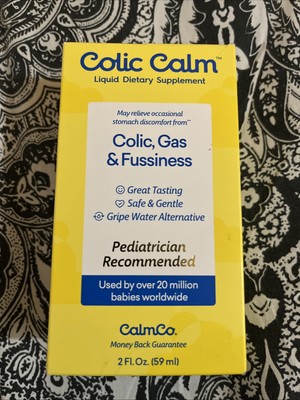 Colic Calm™
Liquid Dietary Supplement
May relieve occasional
stomach discomfort from**
Colic, Gas
& Fussiness
Great Tasting
Safe & Gentle
Gripe Water Alternative
Pediatrician
Recommended
Used by over 20 million
babies worldwide
CalmCo.
Money Back Guarantee
2 Fl. Oz. (59 ml)